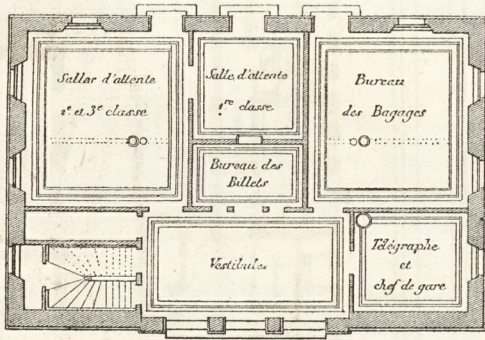 Salles d'attente
2e. et 3e classe
Salle d'attente
1re classe
Bureau
des Bagages
Bureau des
Billets
Vestibule
Télégraphe
et
chef de gare